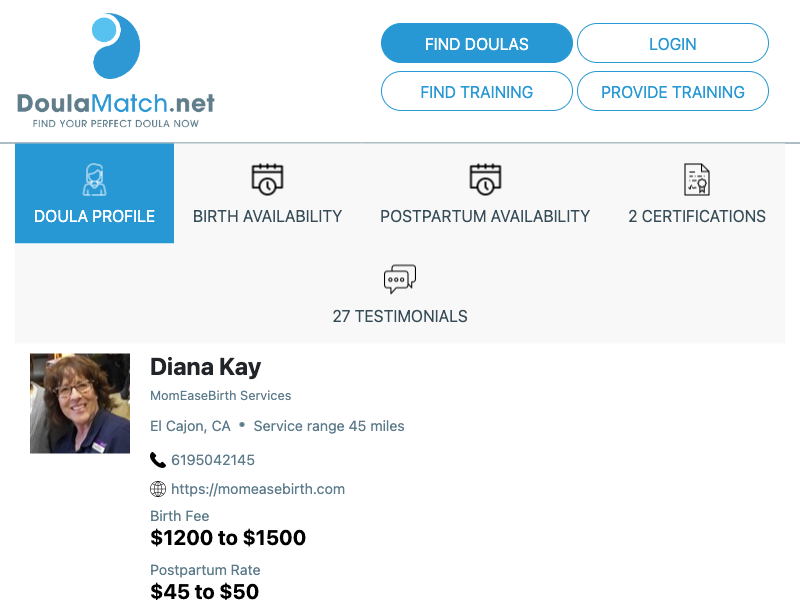 DoulaMatch.net
FIND YOUR PERFECT DOULA NOW
FIND DOULAS
LOGIN
FIND TRAINING
PROVIDE TRAINING
DOULA PROFILE
BIRTH AVAILABILITY
POSTPARTUM AVAILABILITY
2 CERTIFICATIONS
27 TESTIMONIALS
Diana Kay
MomEaseBirth Services
El Cajon, CA • Service range 45 miles
6195042145
https://momeasebirth.com
Birth Fee
$1200 to $1500
Postpartum Rate
$45 to $50